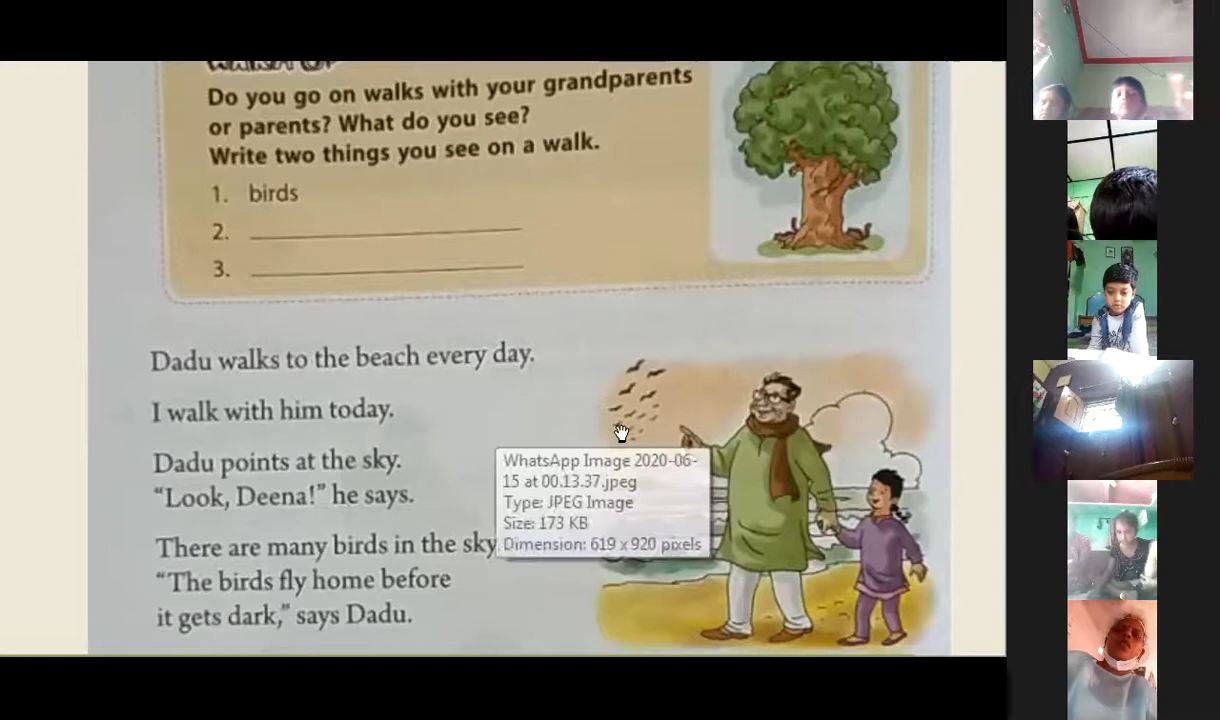 Do you go on walks with your grandparents
or parents? What do you see?
Write two things you see on a walk.
1. birds
2.
3.
Dadu walks to the beach every day.
I walk with him today.
Dadu points at the sky.
“Look, Deena!” he says.
There are many birds in the sky.
“The birds fly home before
it gets dark,” says Dadu.
WhatsApp Image 2020-06-
15 at 00.13.37.jpeg
Type: JPEG Image
Size: 173 KB
Dimension: 619 x 920 pixels